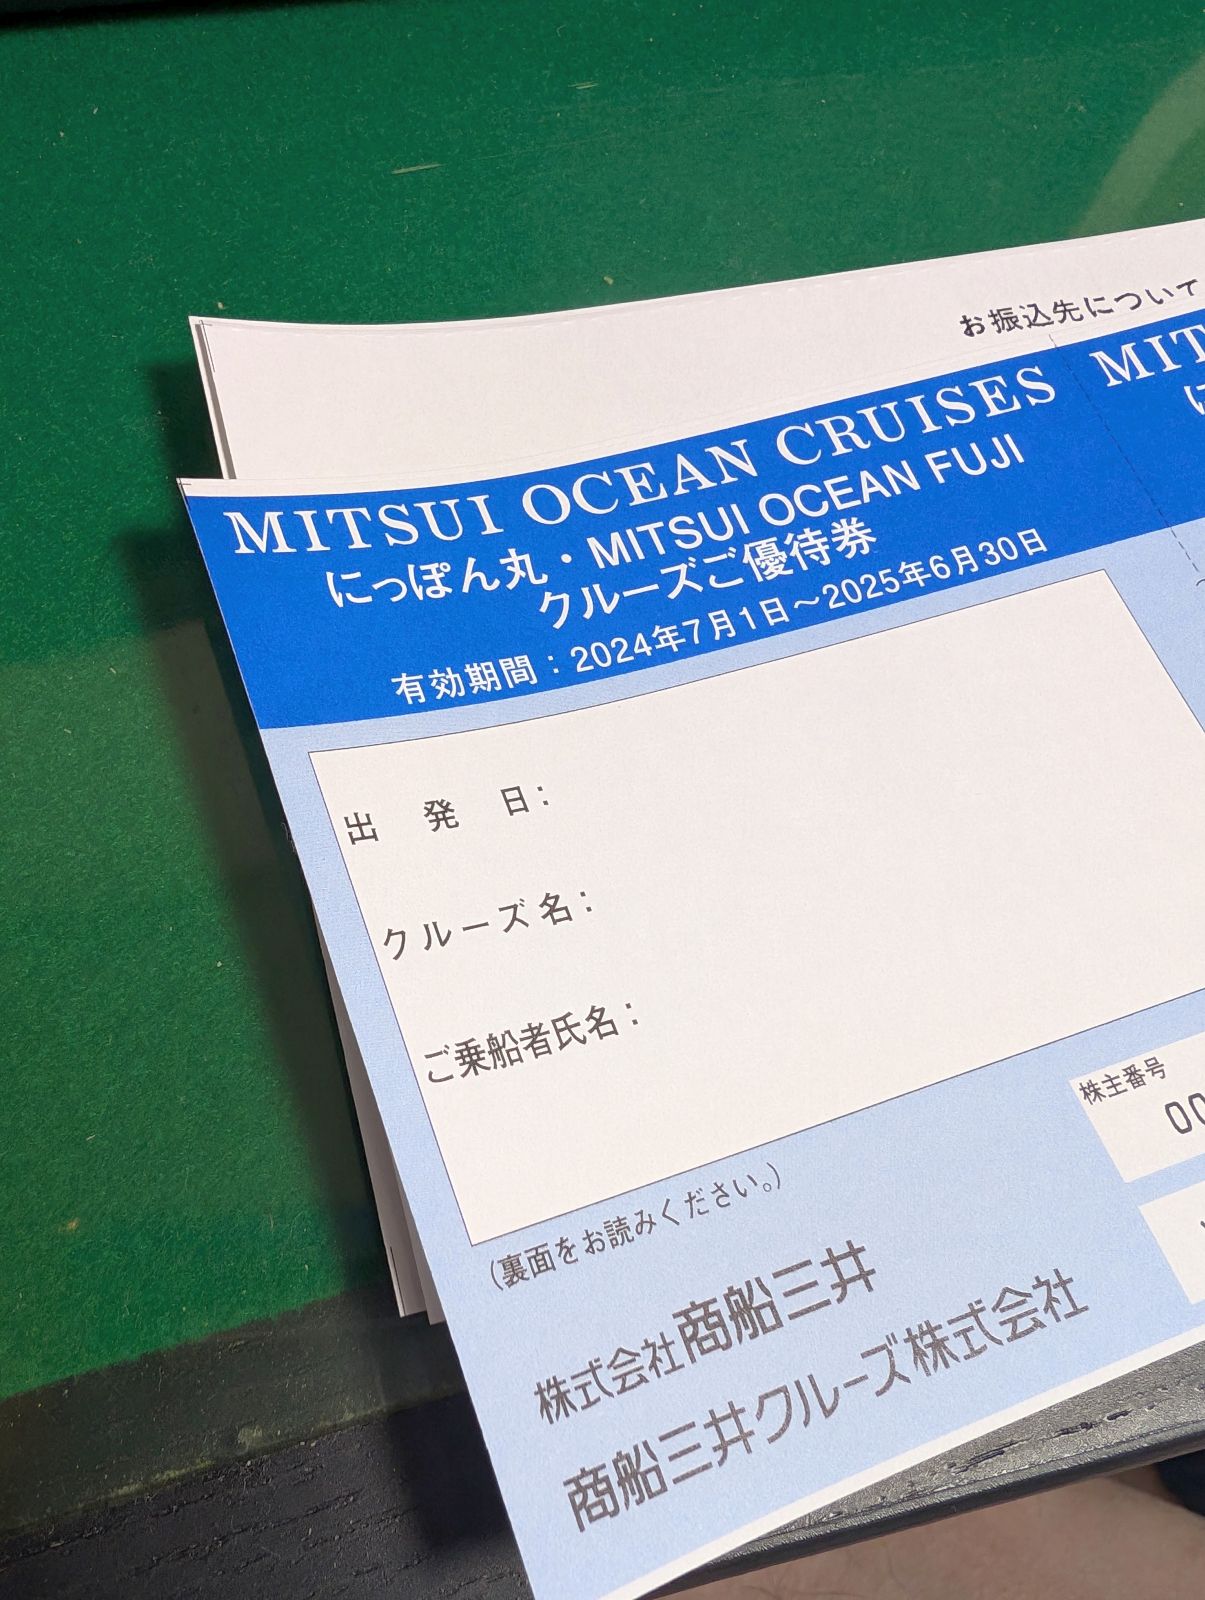 お振込先について
MITSUI OCEAN CRUISES
にっぽん丸・MITSUI OCEAN FUJI
クルーズご優待券
有効期間：2024年7月1日～2025年6月30日
出発日：
クルーズ名：
ご乗船者氏名：
株主番号
00
(裏面をお読みください。)
株式会社商船三井
商船三井クルーズ株式会社